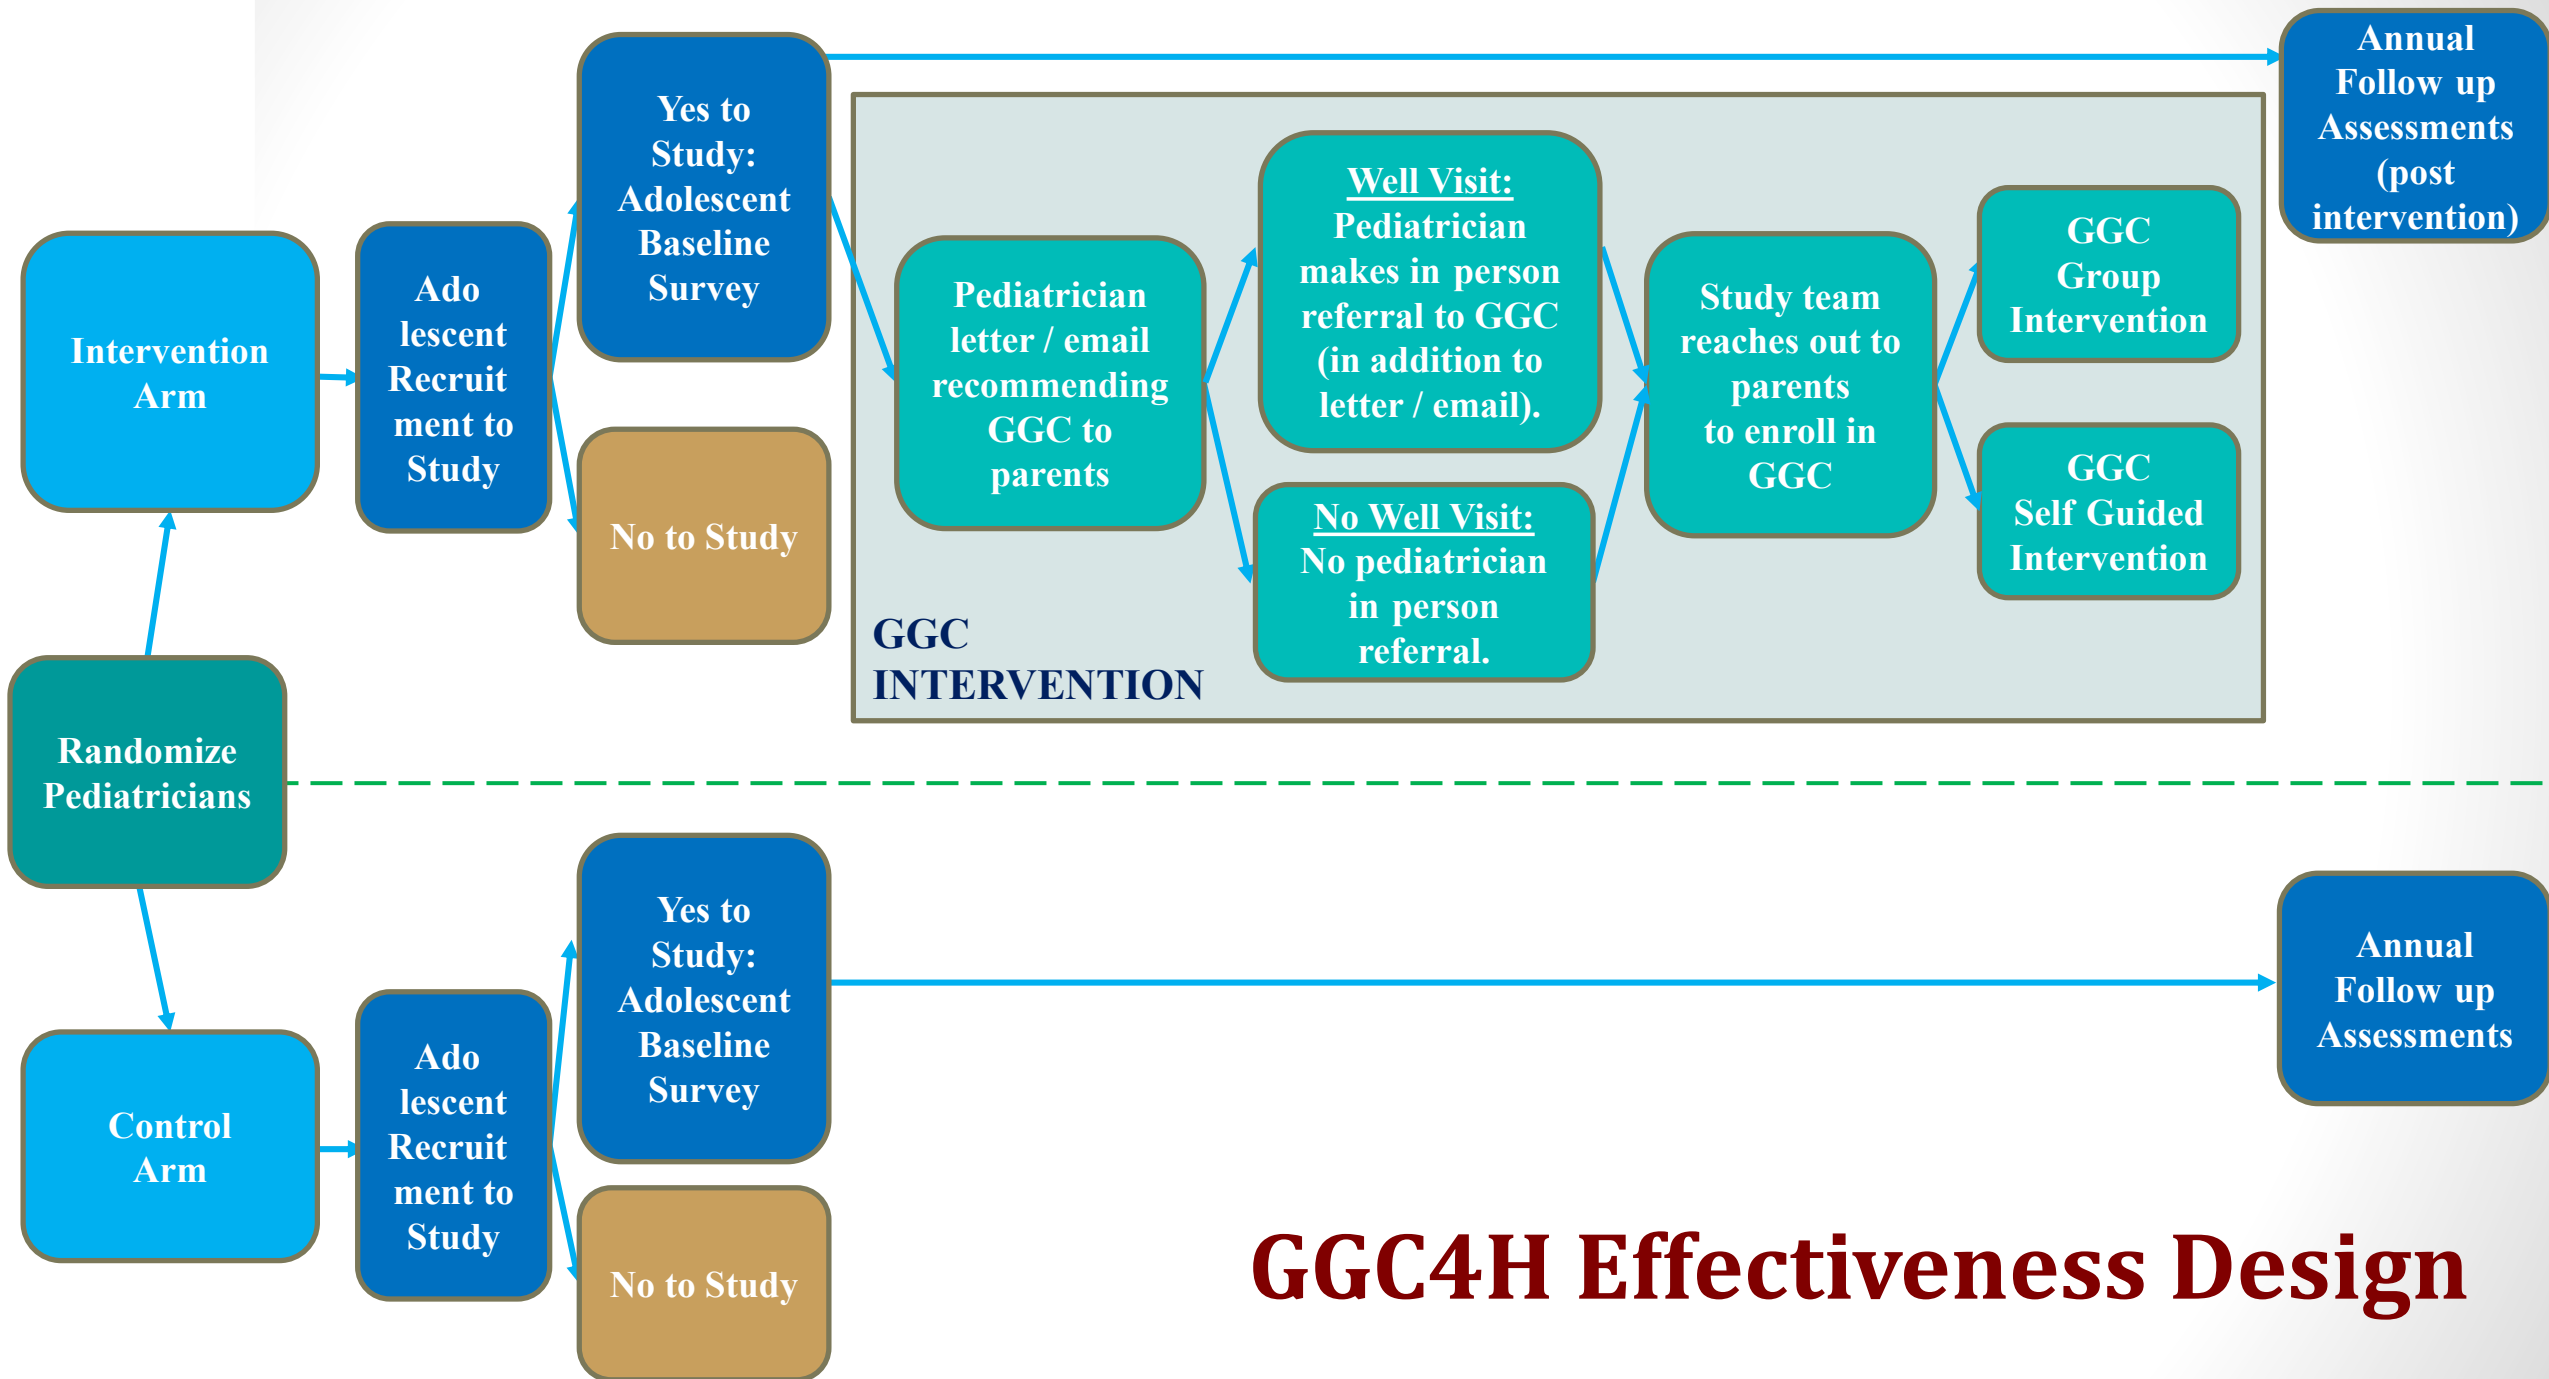 Intervention
Arm
Ado
lescent
Recruit
ment to
Study
Yes to
Study:
Adolescent
Baseline
Survey
No to Study
GGC
INTERVENTION
Pediatrician
letter / email
recommending
GGC to
parents
Well Visit:
Pediatrician
makes in person
referral to GGC
(in addition to
letter / email).
No Well Visit:
No pediatrician
in person
referral.
Study team
reaches out to
parents
to enroll in
GGC
GGC
Group
Intervention
GGC
Self Guided
Intervention
Annual
Follow up
Assessments
(post
intervention)
Randomize
Pediatricians
Control
Arm
Ado
lescent
Recruit
ment to
Study
Yes to
Study:
Adolescent
Baseline
Survey
No to Study
Annual
Follow up
Assessments
GGC4H Effectiveness Design